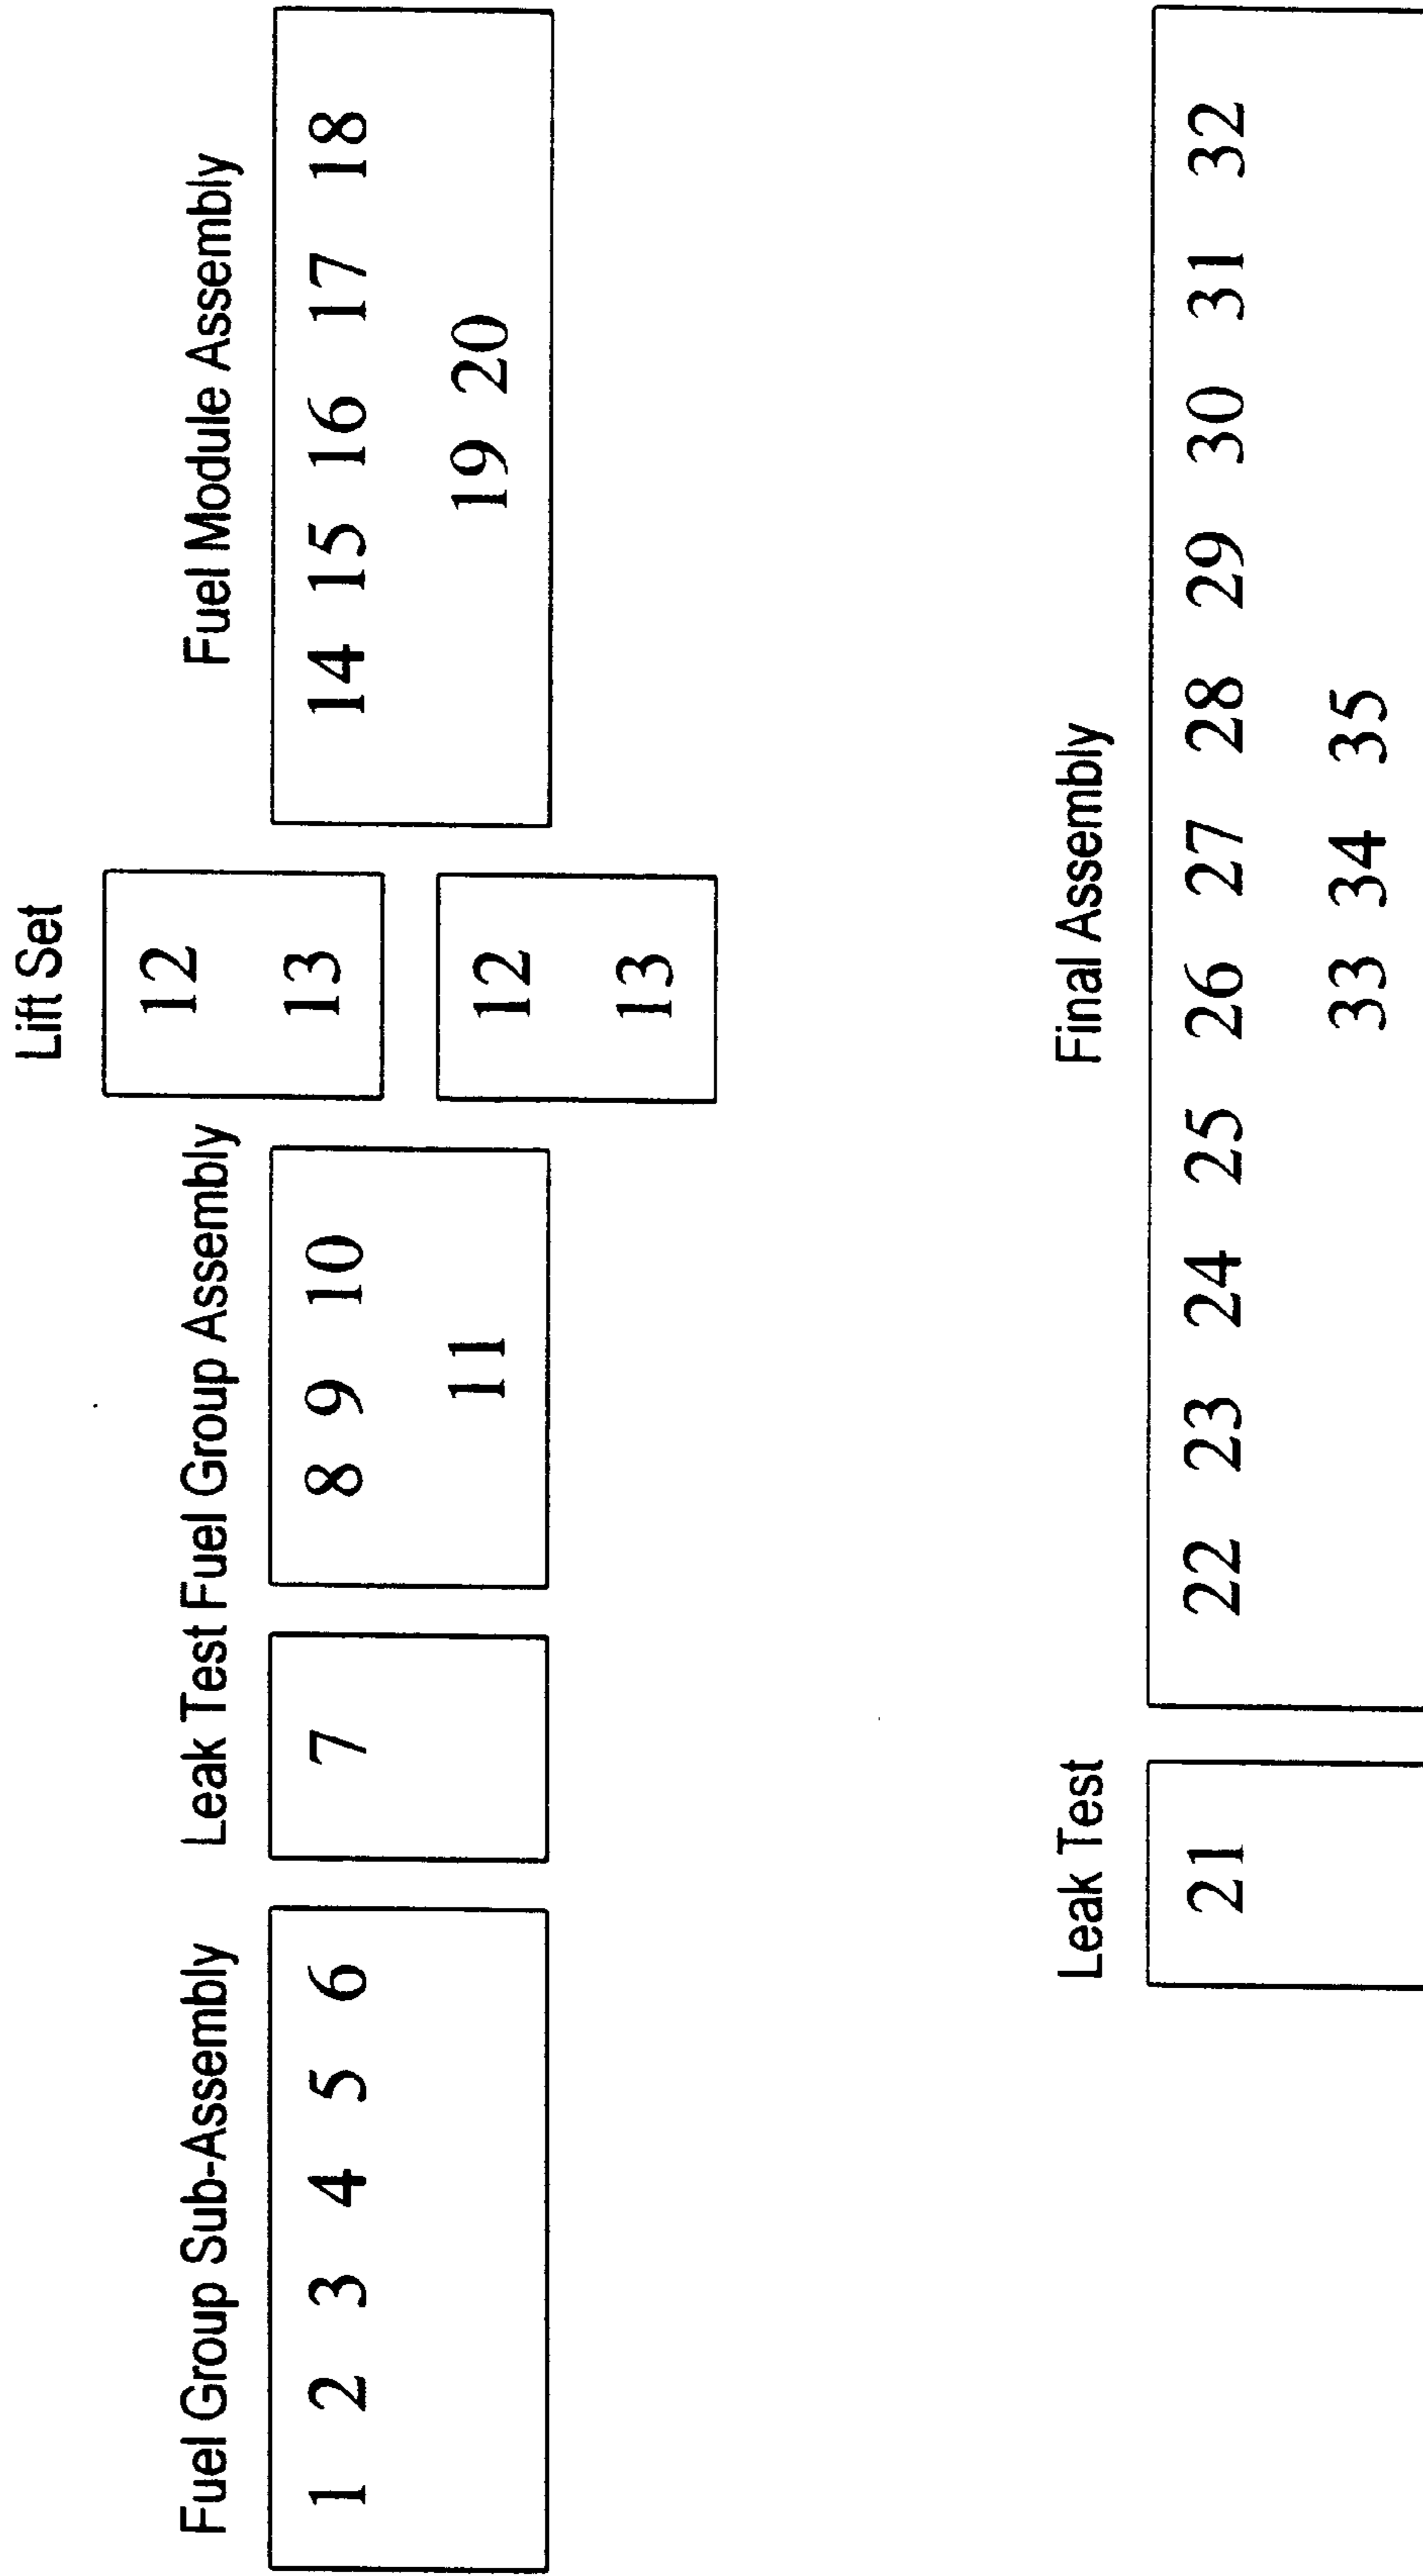 Lift Set
Fuel Group Sub-Assembly
Leak Test
Fuel Group Assembly
Fuel Module Assembly
1 2 3 4 5 6
7
8 9 10
11
12
13
12
13
14 15 16 17 18
19 20
Leak Test
Final Assembly
21
22 23 24 25 26 27 28 29 30 31 32
33 34 35